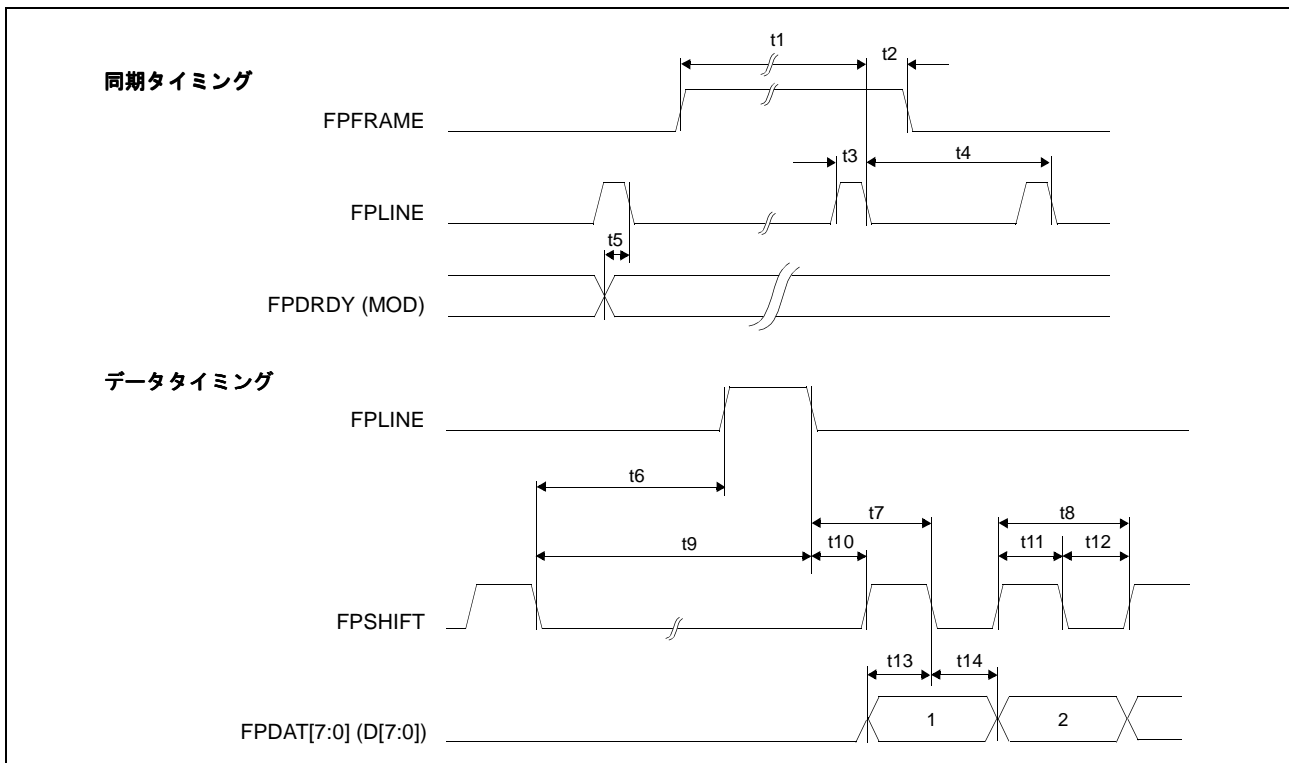 t1
t2
同期タイミング
FPFRAME
t3
t4
FPLINE
t5
FPDRDY (MOD)
データタイミング
FPLINE
t6
t7
t8
t9
t10
t11
t12
FPSHIFT
t13
t14
FPDAT[7:0] (D[7:0])
1
2